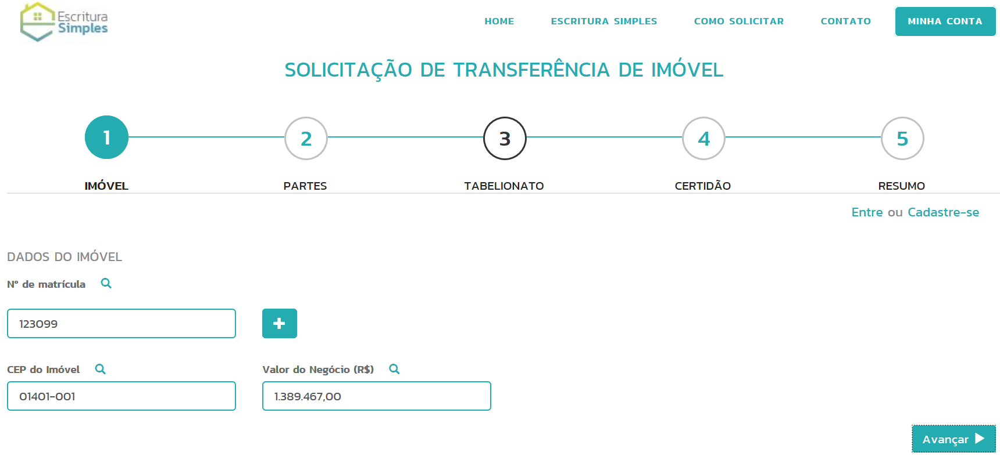 Escritura
Simples
HOME ESCRITURA SIMPLES COMO SOLICITAR CONTATO MINHA CONTA
SOLICITAÇÃO DE TRANSFERÊNCIA DE IMÓVEL
1 2 3 4 5
IMÓVEL PARTES TABELIONATO CERTIDÃO RESUMO
Entre ou Cadastre-se
DADOS DO IMÓVEL
Nº de matrícula
123099
CEP do Imóvel Valor do Negócio (R$)
01401-001 1.389.467,00
Avançar